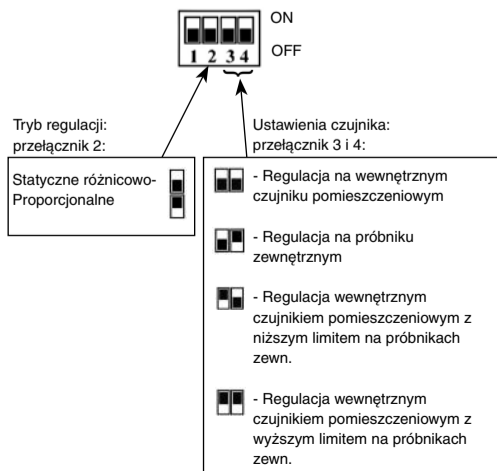 ON
OFF
1 2 3 4
Tryb regulacji:
przełącznik 2:
Statyczne różnicowo-
Proporcjonalne
Ustawienia czujnika:
przełącznik 3 i 4:
- Regulacja na wewnętrznym
czujniku pomieszczeniowym
- Regulacja na próbniku
zewnętrznym
- Regulacja wewnętrznym
czujnikiem pomieszczeniowym z
niższym limitem na próbnikach
zewn.
- Regulacja wewnętrznym
czujnikiem pomieszczeniowym z
wyższym limitem na próbnikach
zewn.